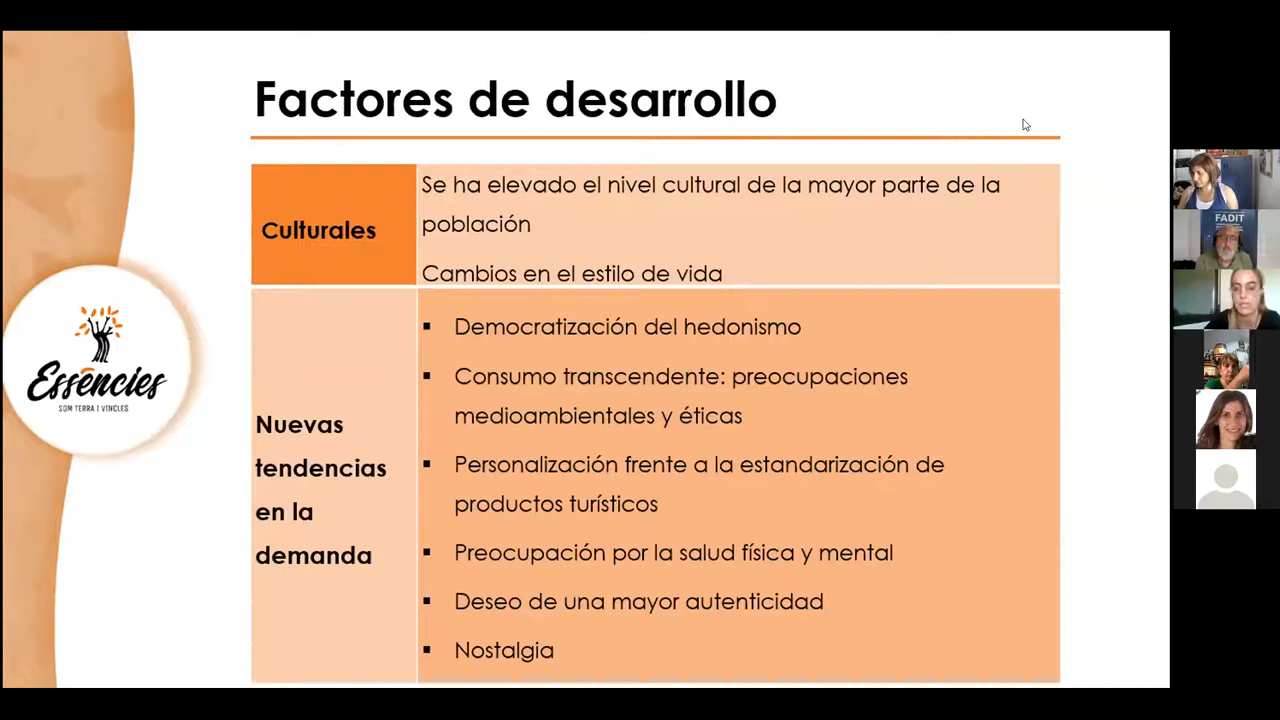 Factores de desarrollo
Culturales
Se ha elevado el nivel cultural de la mayor parte de la
población
Cambios en el estilo de vida
Nuevas
tendencias
en la
demanda
▪ Democratización del hedonismo
▪ Consumo transcendente: preocupaciones
medioambientales y éticas
▪ Personalización frente a la estandarización de
productos turísticos
▪ Preocupación por la salud física y mental
▪ Deseo de una mayor autenticidad
▪ Nostalgia
Essències
SOM TERRA I VINCLES
FADIT